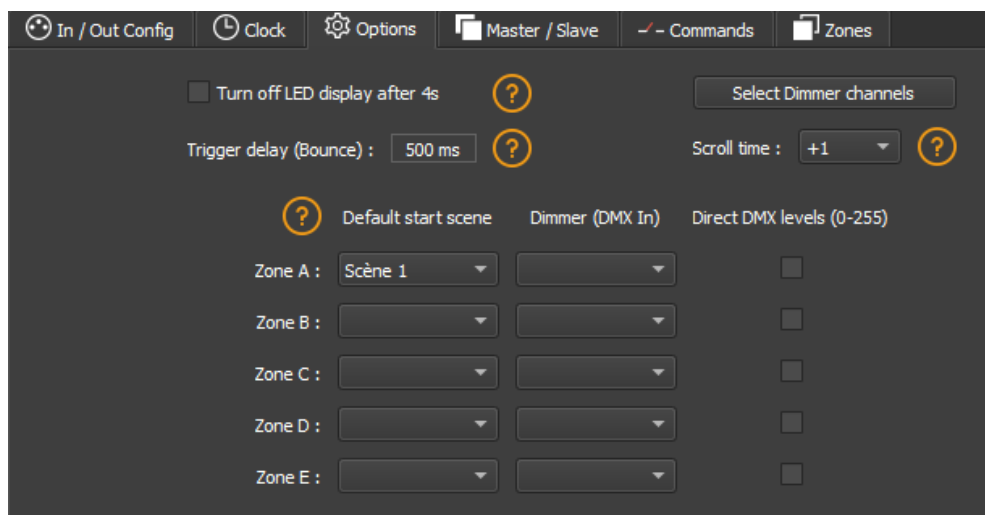 In / Out Config Clock Options Master / Slave Commands Zones
Turn off LED display after 4s ? Select Dimmer channels
Trigger delay (Bounce) : 500 ms ? Scroll time : +1 ?
? Default start scene Dimmer (DMX In) Direct DMX levels (0-255)
Zone A : Scène 1
Zone B :
Zone C :
Zone D :
Zone E :